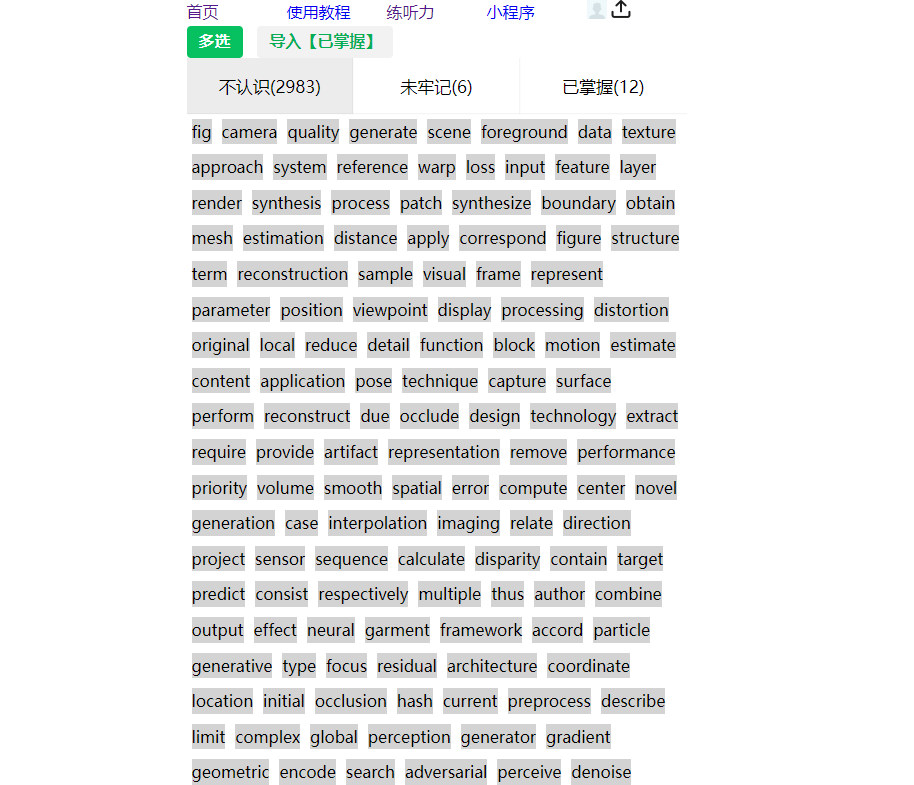 首页 使用教程 练听力 小程序
多选 导入【已掌握】
不认识(2983) 未牢记(6) 已掌握(12)
fig camera quality generate scene foreground data texture
approach system reference warp loss input feature layer
render synthesis process patch synthesize boundary obtain
mesh estimation distance apply correspond figure structure
term reconstruction sample visual frame represent
parameter position viewpoint display processing distortion
original local reduce detail function block motion estimate
content application pose technique capture surface
perform reconstruct due occlude design technology extract
require provide artifact representation remove performance
priority volume smooth spatial error compute center novel
generation case interpolation imaging relate direction
project sensor sequence calculate disparity contain target
predict consist respectively multiple thus author combine
output effect neural garment framework accord particle
generative type focus residual architecture coordinate
location initial occlusion hash current preprocess describe
limit complex global perception generator gradient
geometric encode search adversarial perceive denoise